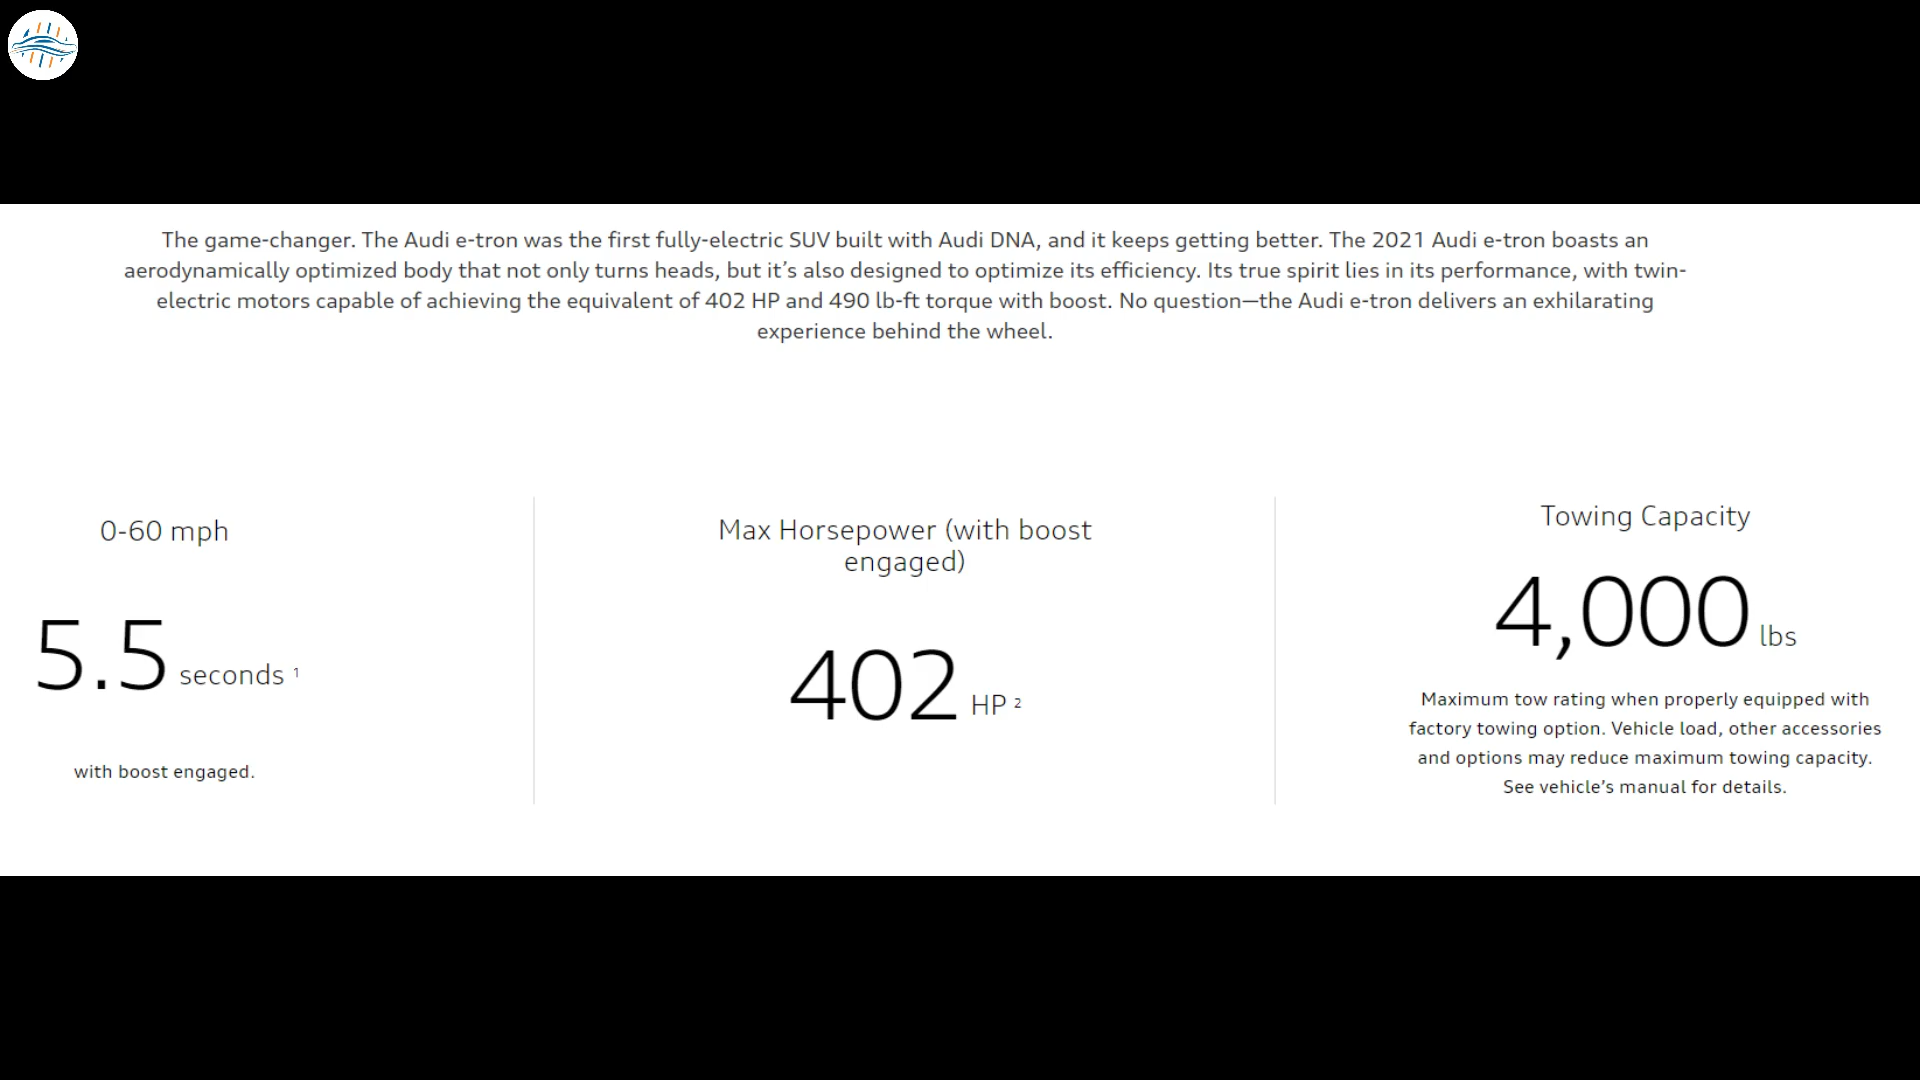 The game-changer. The Audi e-tron was the first fully-electric SUV built with Audi DNA, and it keeps getting better. The 2021 Audi e-tron boasts an
aerodynamically optimized body that not only turns heads, but it’s also designed to optimize its efficiency. Its true spirit lies in its performance, with twin-
electric motors capable of achieving the equivalent of 402 HP and 490 lb-ft torque with boost. No question—the Audi e-tron delivers an exhilarating
experience behind the wheel.
0-60 mph
5.5 seconds 1
with boost engaged.
Max Horsepower (with boost
engaged)
402 HP 2
Towing Capacity
4,000 lbs
Maximum tow rating when properly equipped with
factory towing option. Vehicle load, other accessories
and options may reduce maximum towing capacity.
See vehicle’s manual for details.